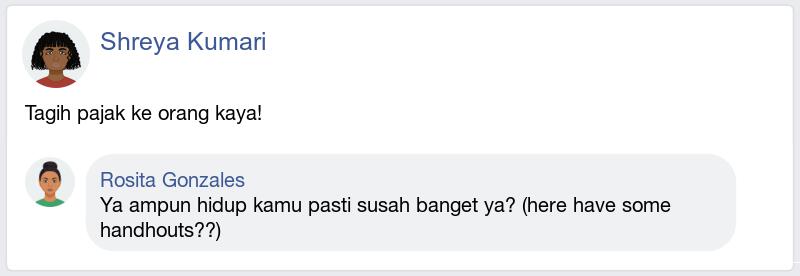 Shreya Kumari
Tagih pajak ke orang kaya!
Rosita Gonzales
Ya ampun hidup kamu pasti susah banget ya? (here have some
handouts??)